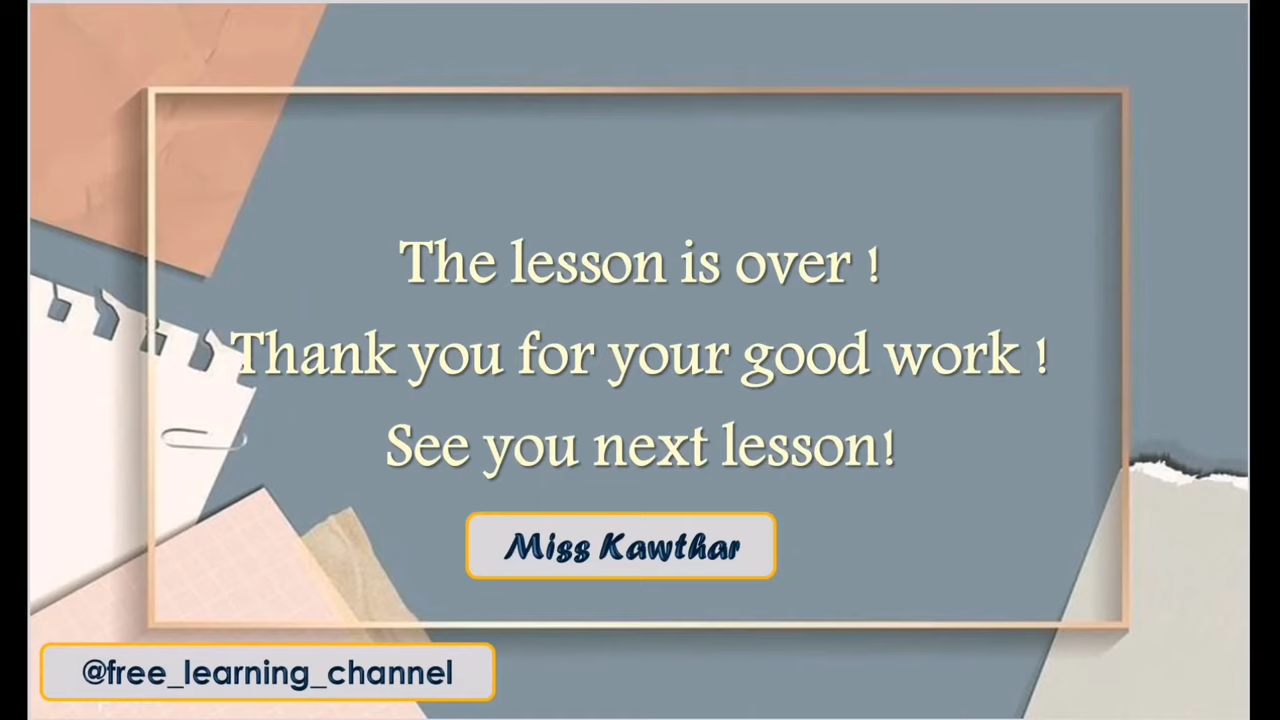 The lesson is over !
Thank you for your good work !
See you next lesson!
Miss Kawthar
@free_learning_channel